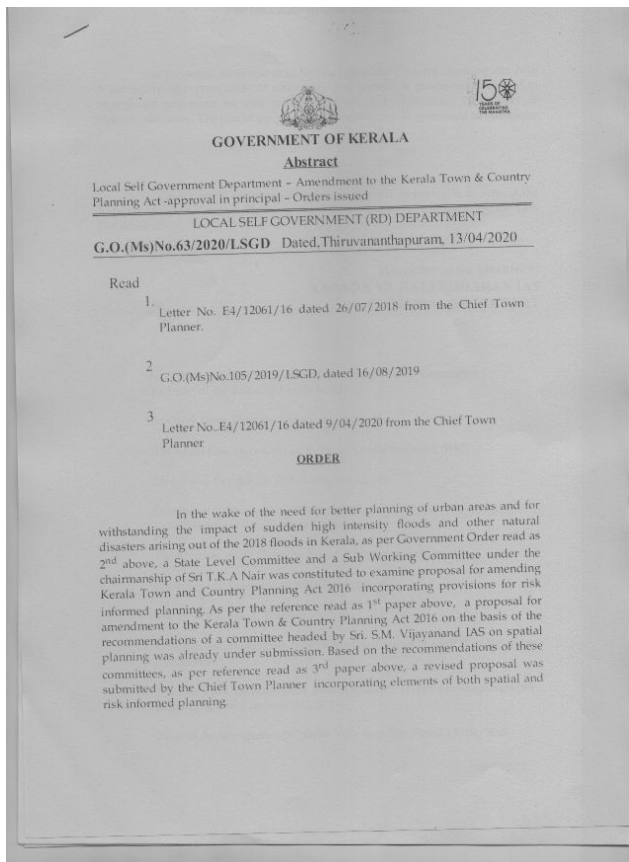 150
YEARS OF
CELEBRATING
THE MAHATMA
GOVERNMENT OF KERALA
Abstract
Local Self Government Department – Amendment to the Kerala Town & Country
Planning Act -approval in principal – Orders issued
LOCAL SELF GOVERNMENT (RD) DEPARTMENT
G.O.(Ms)No.63/2020/LSGD Dated,Thiruvananthapuram, 13/04/2020
Read
1.
Letter No. E4/12061/16 dated 26/07/2018 from the Chief Town
Planner.
2
G.O.(Ms)No.105/2019/LSGD, dated 16/08/2019
3
Letter No..E4/12061/16 dated 9/04/2020 from the Chief Town
Planner
ORDER
In the wake of the need for better planning of urban areas and for
withstanding the impact of sudden high intensity floods and other natural
disasters arising out of the 2018 floods in Kerala, as per Government Order read as
2nd above, a State Level Committee and a Sub Working Committee under the
chairmanship of Sri T.K.A Nair was constituted to examine proposal for amending
Kerala Town and Country Planning Act 2016 incorporating provisions for risk
informed planning. As per the reference read as 1st paper above, a proposal for
amendment to the Kerala Town & Country Planning Act 2016 on the basis of the
recommendations of a committee headed by Sri. S.M. Vijayanand IAS on spatial
planning was already under submission. Based on the recommendations of these
committees, as per reference read as 3rd paper above, a revised proposal was
submitted by the Chief Town Planner incorporating elements of both spatial and
risk informed planning.